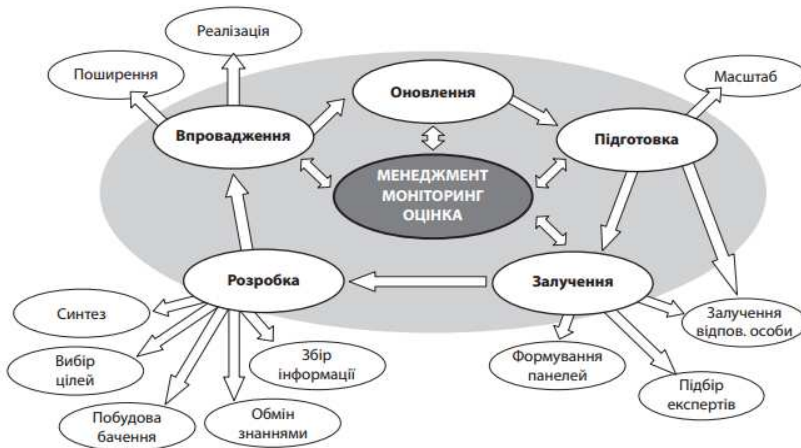 Реалізація
Поширення
Оновлення
Масштаб
Впровадження
Підготовка
МЕНЕДЖМЕНТ
МОНІТОРИНГ
ОЦІНКА
Розробка
Залучення
Синтез
Вибір
цілей
Побудова
бачення
Обмін
знаннями
Збір
інформації
Формування
панелей
Підбір
експертів
Залучення
відпов. особи